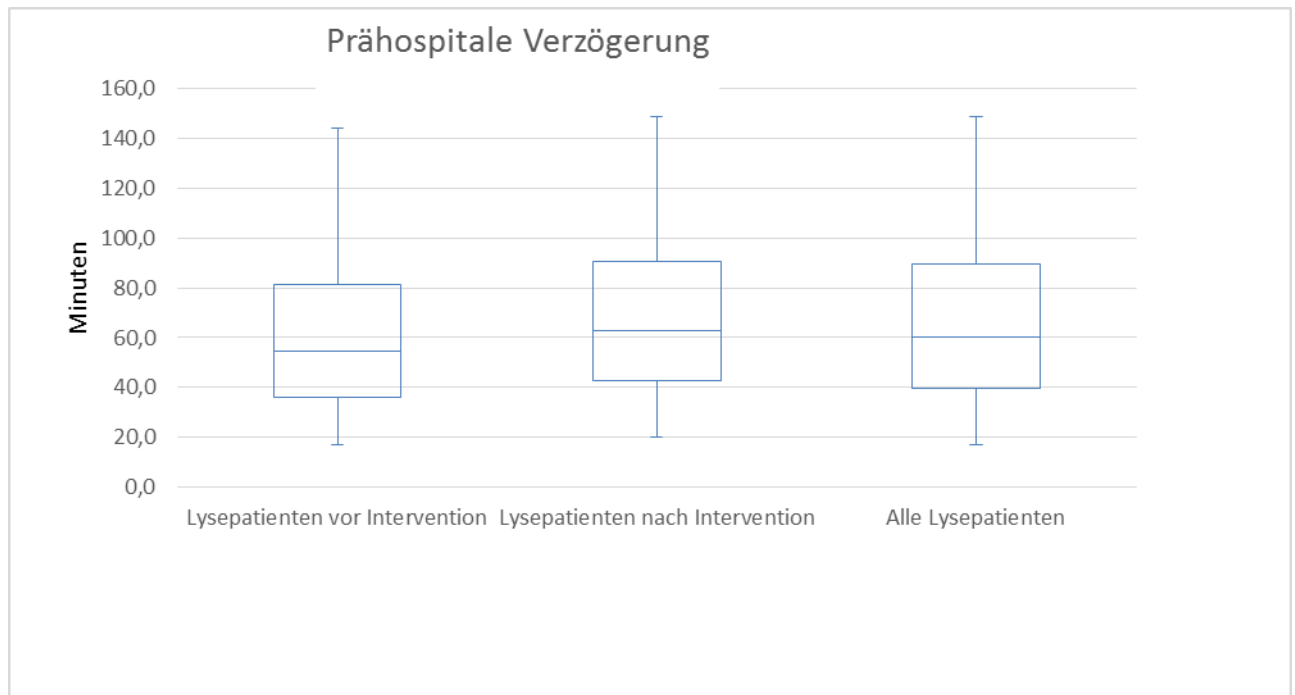 Prähospitale Verzögerung
160,0
140,0
120,0
100,0
80,0
60,0
40,0
20,0
0,0
Minuten
Lysepatienten vor Intervention
Lysepatienten nach Intervention
Alle Lysepatienten